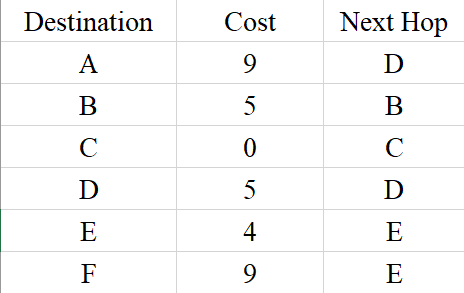 Destination Cost Next Hop
A 9 D
B 5 B
C 0 C
D 5 D
E 4 E
F 9 E